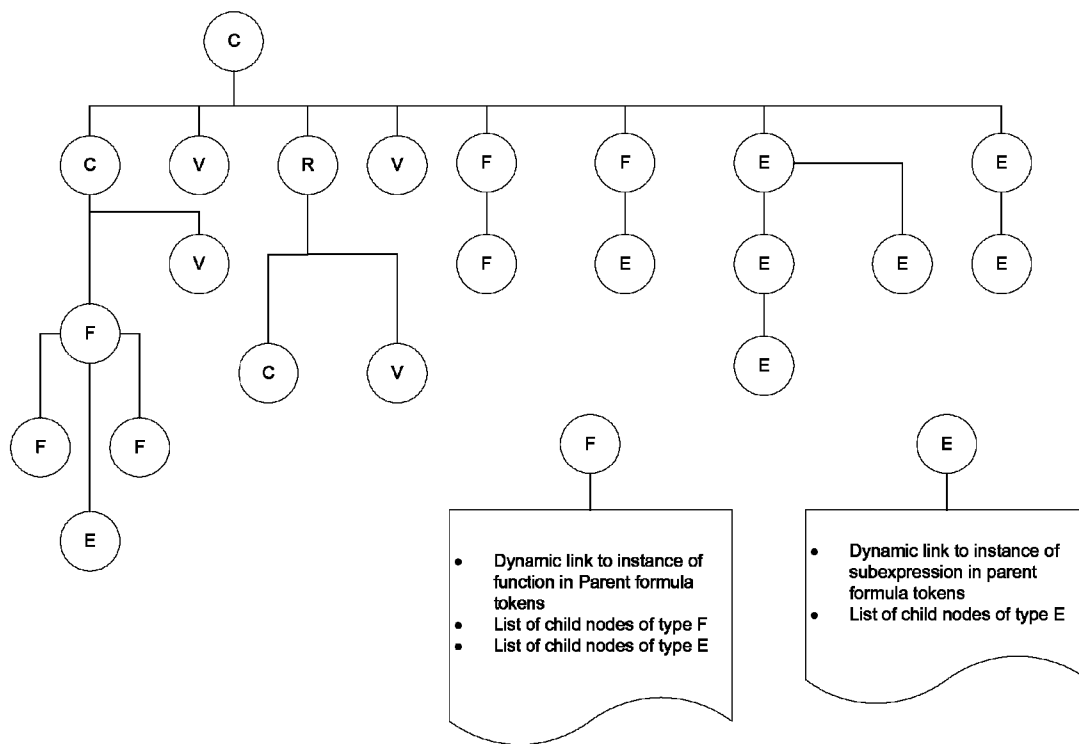 C
C
V
R
V
F
F
E
E
V
F
E
E
E
E
F
C
V
E
F
F
E
F
E
• Dynamic link to instance of
function in Parent formula
tokens
• List of child nodes of type F
• List of child nodes of type E
• Dynamic link to instance of
subexpression in parent
formula tokens
• List of child nodes of type E